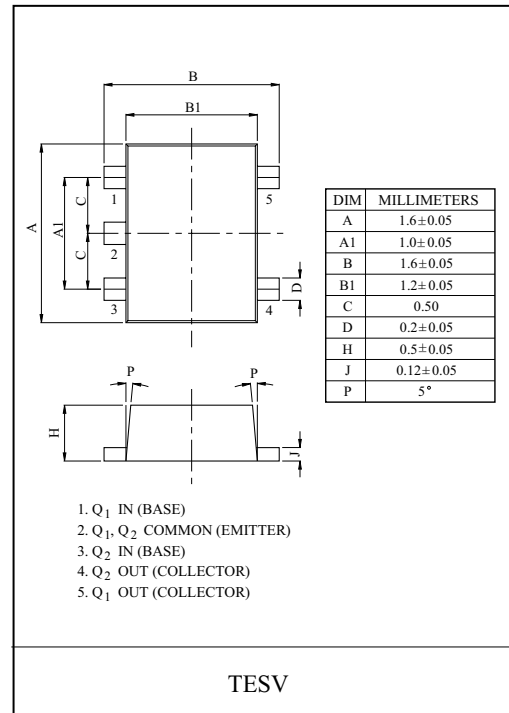 B
B1
A
A1
C
C
1
2
3
5
4
D
DIM MILLIMETERS
A 1.6±0.05
A1 1.0±0.05
B 1.6±0.05
B1 1.2±0.05
C 0.50
D 0.2±0.05
H 0.5±0.05
J 0.12±0.05
P 5°
P
P
H
J
1. Q1 IN (BASE)
2. Q1, Q2 COMMON (EMITTER)
3. Q2 IN (BASE)
4. Q2 OUT (COLLECTOR)
5. Q1 OUT (COLLECTOR)
TESV